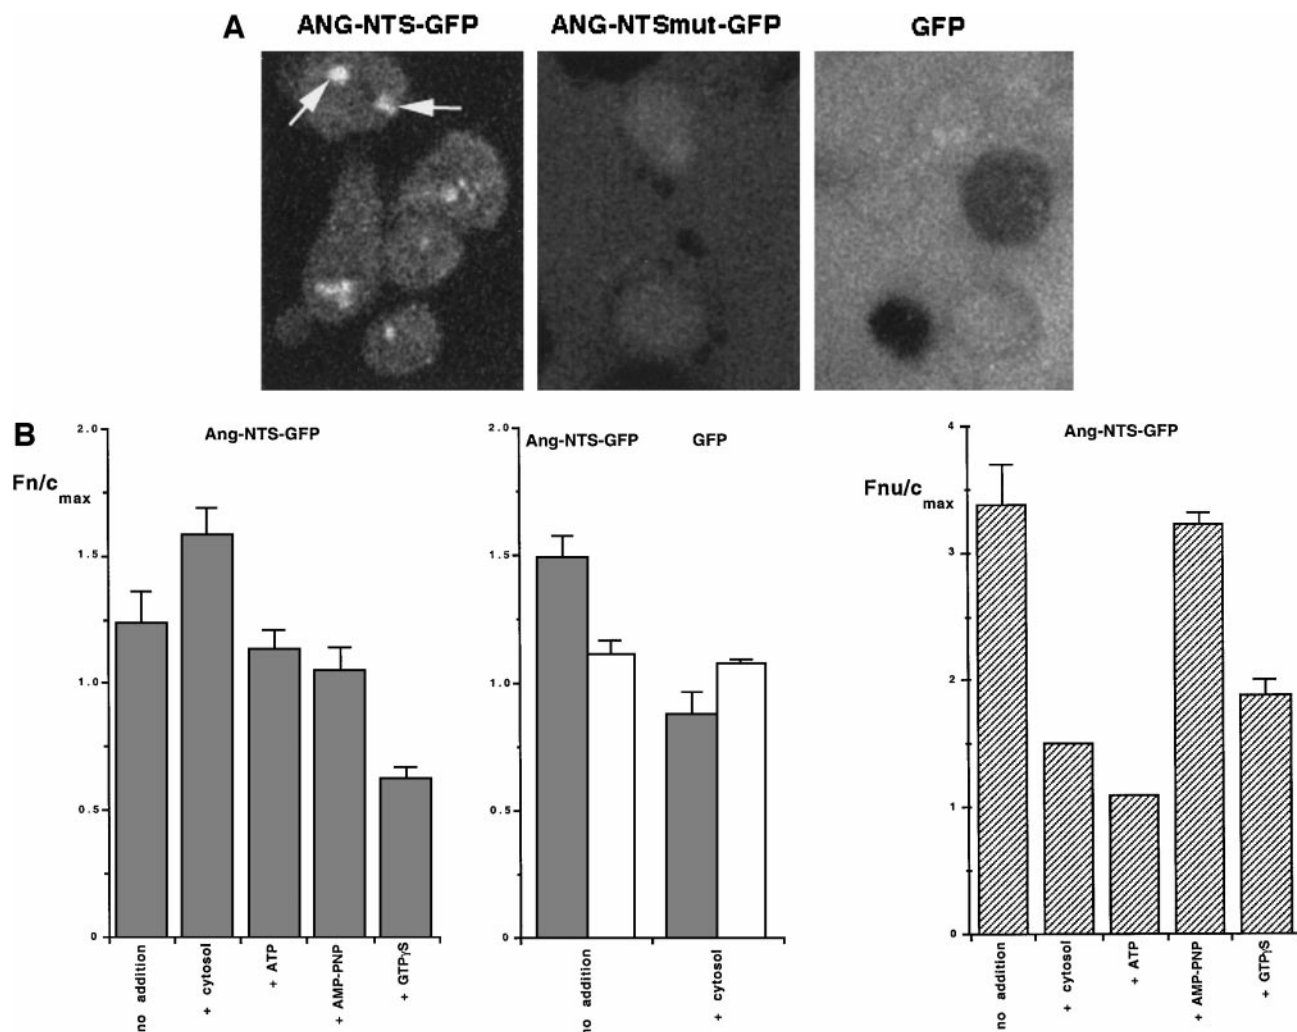 A
ANG-NTS-GFP
ANG-NTSmut-GFP
GFP
B
Fn/c max
Ang-NTS-GFP
2.0
1.5
1.0
0.5
0
no addition
+ cytosol
+ ATP
+ AMP-PNP
+ GTPγS
Ang-NTS-GFP
GFP
2.0
1.5
1.0
0.5
0
no addition
+ cytosol
Fnu/c max
Ang-NTS-GFP
4
3
2
1
0
no addition
+ cytosol
+ ATP
+ AMP-PNP
+ GTPγS